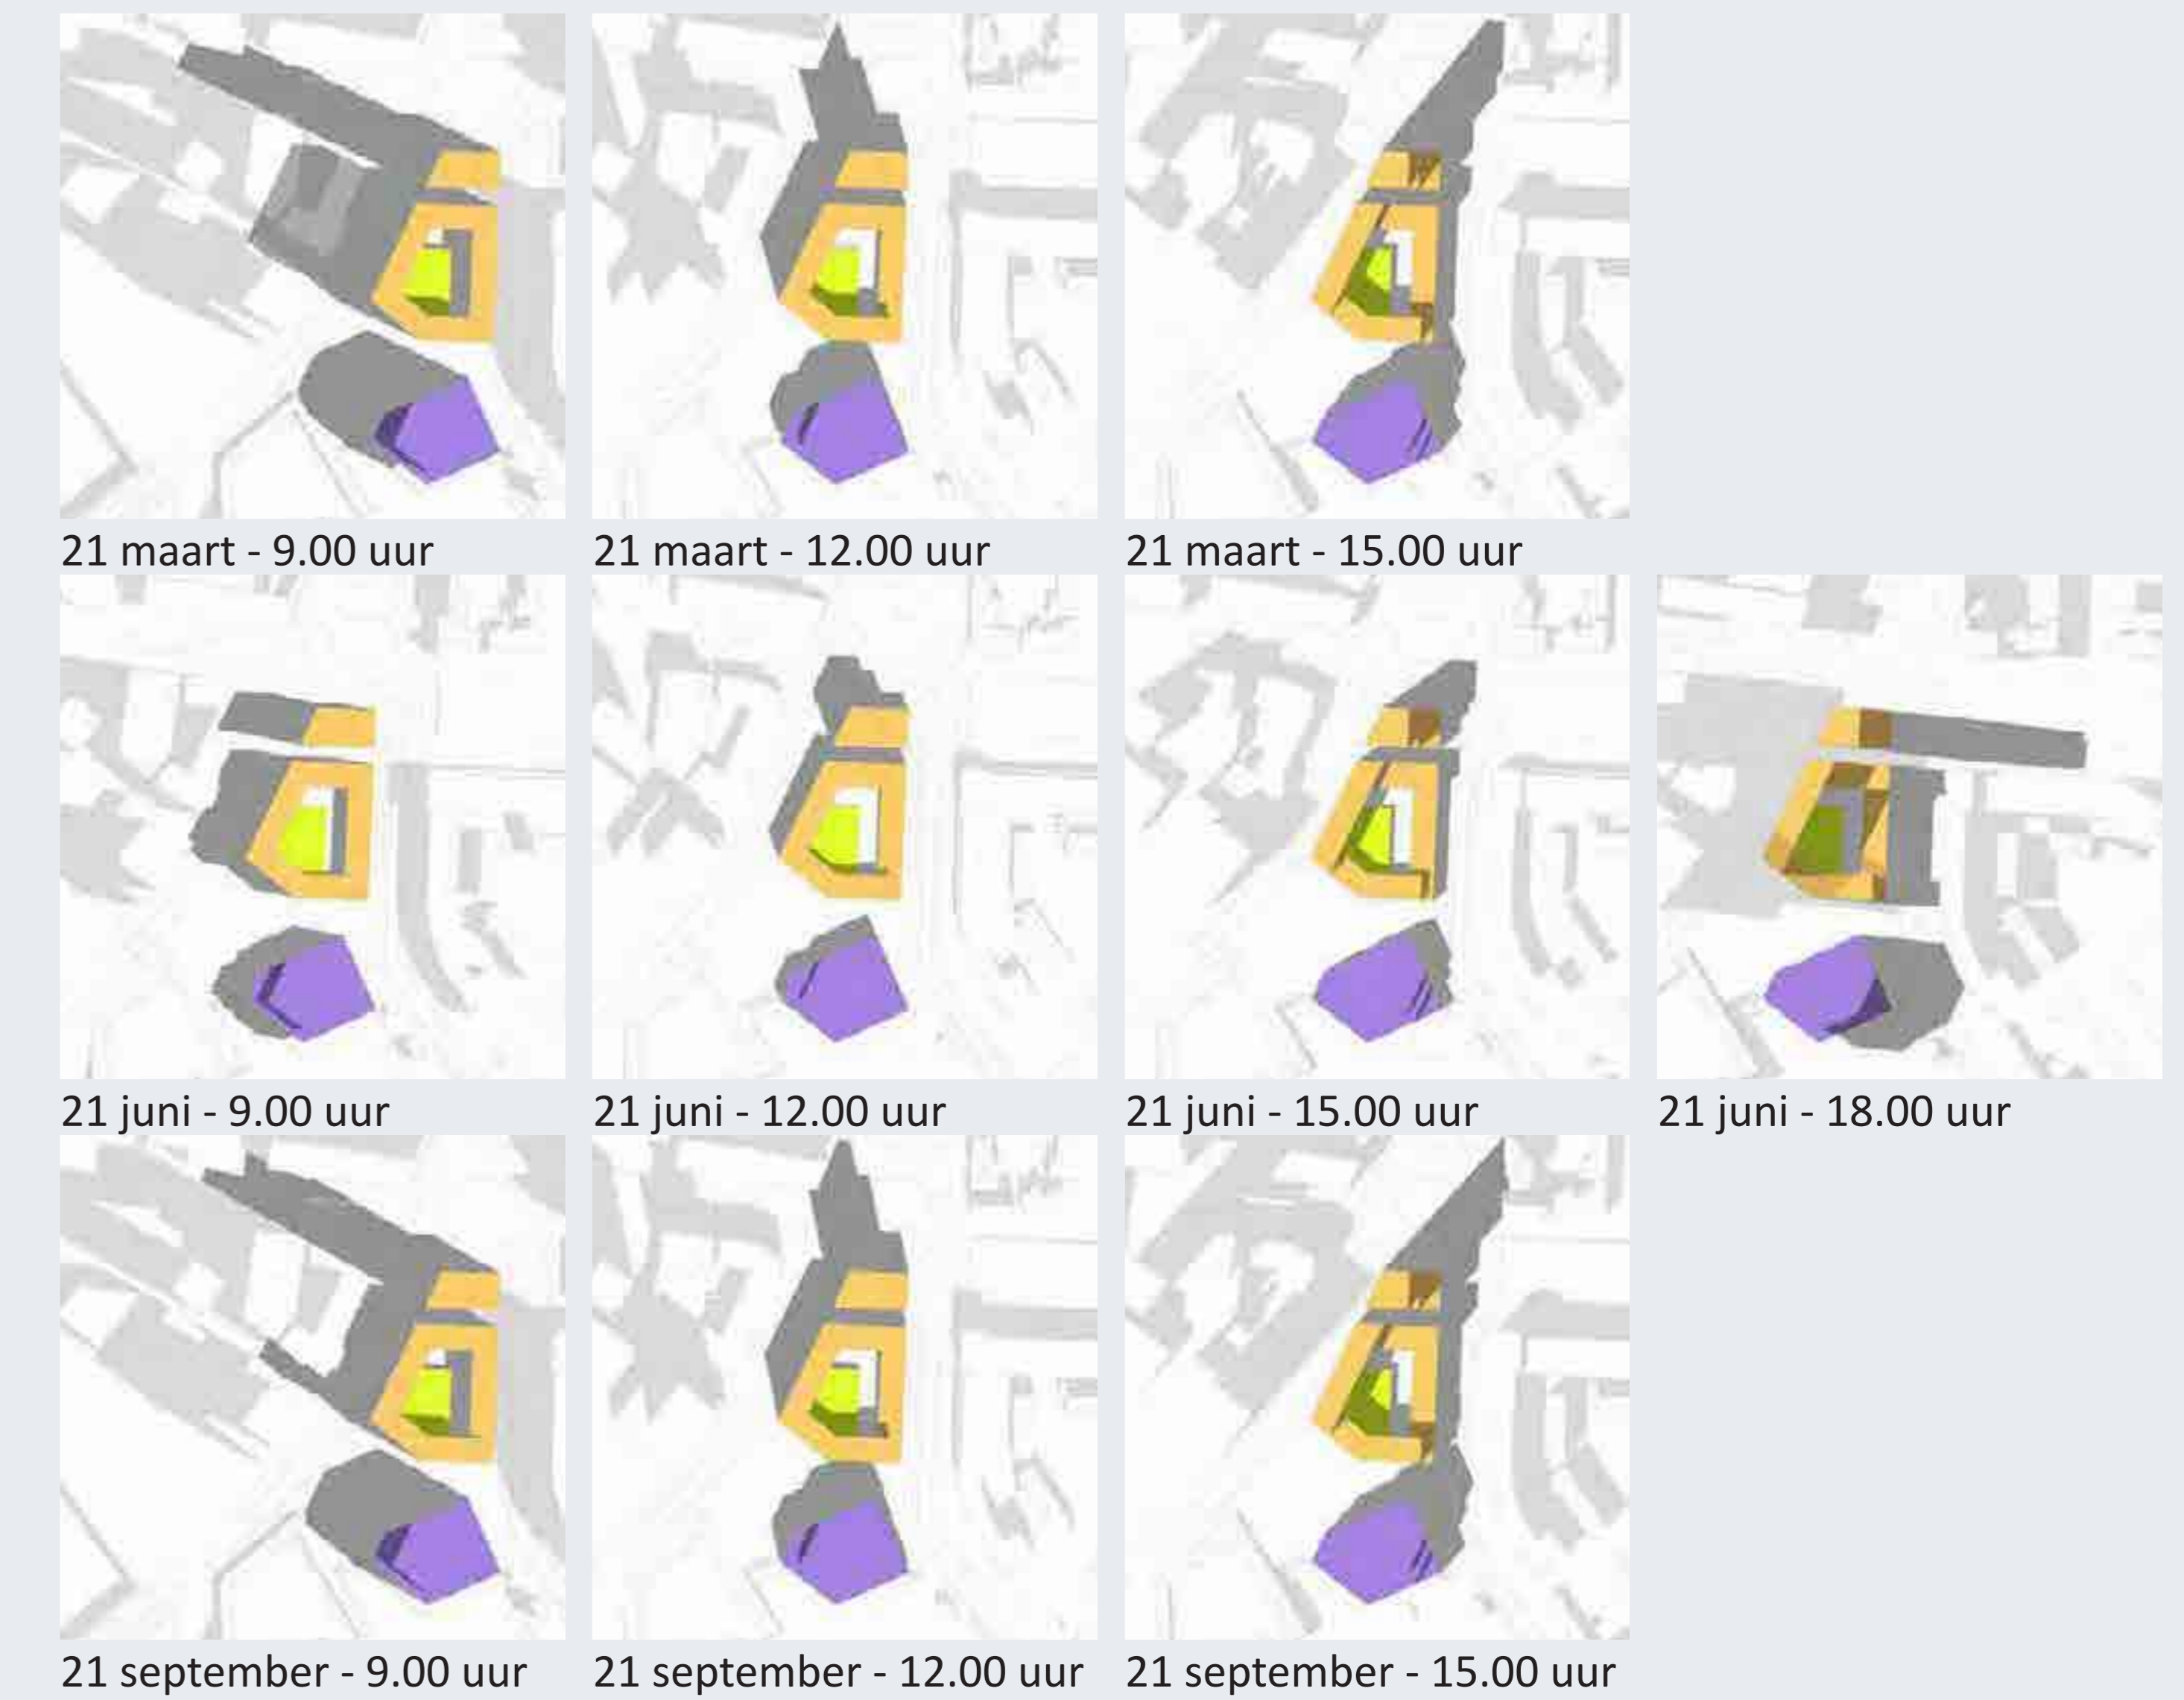 21 maart - 9.00 uur
21 maart - 12.00 uur
21 maart - 15.00 uur
21 juni - 9.00 uur
21 juni - 12.00 uur
21 juni - 15.00 uur
21 juni - 18.00 uur
21 september - 9.00 uur
21 september - 12.00 uur
21 september - 15.00 uur